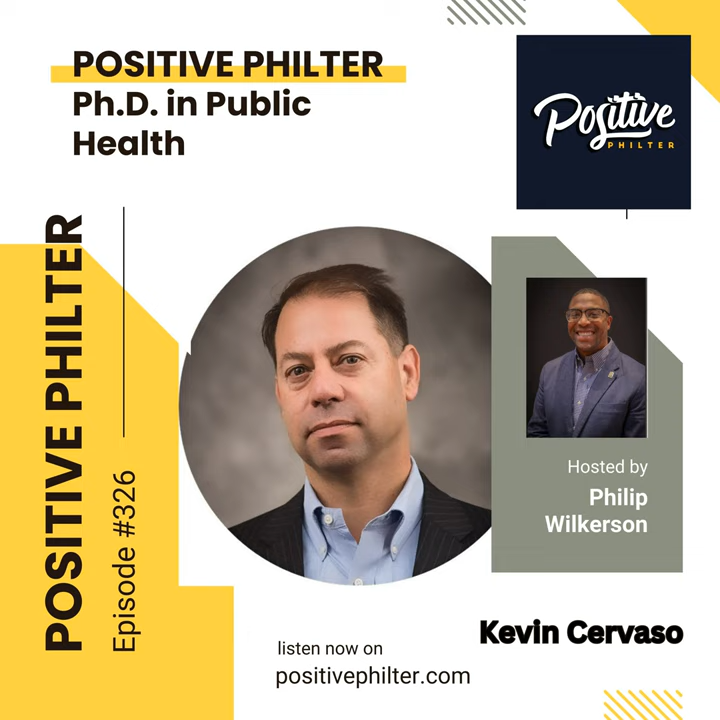 POSITIVE PHILTER
Ph.D. in Public
Health
Positive
PHILTER
POSITIVE PHILTER
Episode #326
Hosted by
Philip
Wilkerson
Kevin Cervaso
listen now on
positivephilter.com